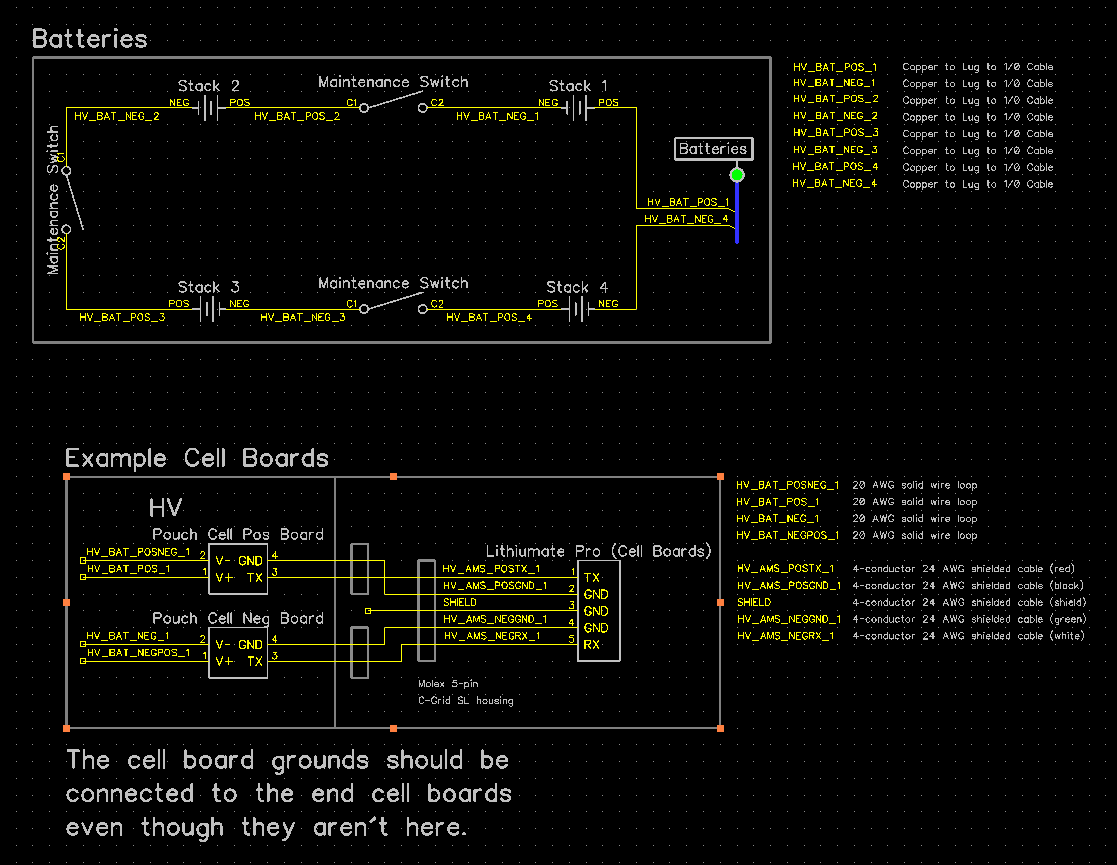 Batteries
Stack 2
Maintenance Switch
Stack 1
NEG
POS
C1
C2
NEG
POS
HV_BAT_NEG_2
HV_BAT_POS_2
HV_BAT_NEG_1
Maintenance Switch
C1
C2
Batteries
HV_BAT_POS_1
HV_BAT_NEG_4
Stack 3
Maintenance Switch
Stack 4
POS
NEG
C1
C2
POS
NEG
HV_BAT_POS_3
HV_BAT_NEG_3
HV_BAT_POS_4
HV_BAT_POS_1 Copper to Lug to 1/0 Cable
HV_BAT_NEG_1 Copper to Lug to 1/0 Cable
HV_BAT_POS_2 Copper to Lug to 1/0 Cable
HV_BAT_NEG_2 Copper to Lug to 1/0 Cable
HV_BAT_POS_3 Copper to Lug to 1/0 Cable
HV_BAT_NEG_3 Copper to Lug to 1/0 Cable
HV_BAT_POS_4 Copper to Lug to 1/0 Cable
HV_BAT_NEG_4 Copper to Lug to 1/0 Cable
Example Cell Boards
HV
Pouch Cell Pos Board
HV_BAT_POSNEG_1 2 V- GND 4
HV_BAT_POS_1 1 V+ TX 3
Pouch Cell Neg Board
HV_BAT_NEG_1 2 V- GND 4
HV_BAT_NEGPOS_1 1 V+ TX 3
Lithiumate Pro (Cell Boards)
HV_AMS_POSTX_1 1 TX
HV_AMS_POSGND_1 2 GND
SHIELD 3 GND
HV_AMS_NEGGND_1 4 GND
HV_AMS_NEGRX_1 5 RX
Molex 5-pin
C-Grid SL housing
HV_BAT_POSNEG_1 20 AWG solid wire loop
HV_BAT_POS_1 20 AWG solid wire loop
HV_BAT_NEG_1 20 AWG solid wire loop
HV_BAT_NEGPOS_1 20 AWG solid wire loop
HV_AMS_POSTX_1 4-conductor 24 AWG shielded cable (red)
HV_AMS_POSGND_1 4-conductor 24 AWG shielded cable (black)
SHIELD 4-conductor 24 AWG shielded cable (shield)
HV_AMS_NEGGND_1 4-conductor 24 AWG shielded cable (green)
HV_AMS_NEGRX_1 4-conductor 24 AWG shielded cable (white)
The cell board grounds should be
connected to the end cell boards
even though they aren't here.